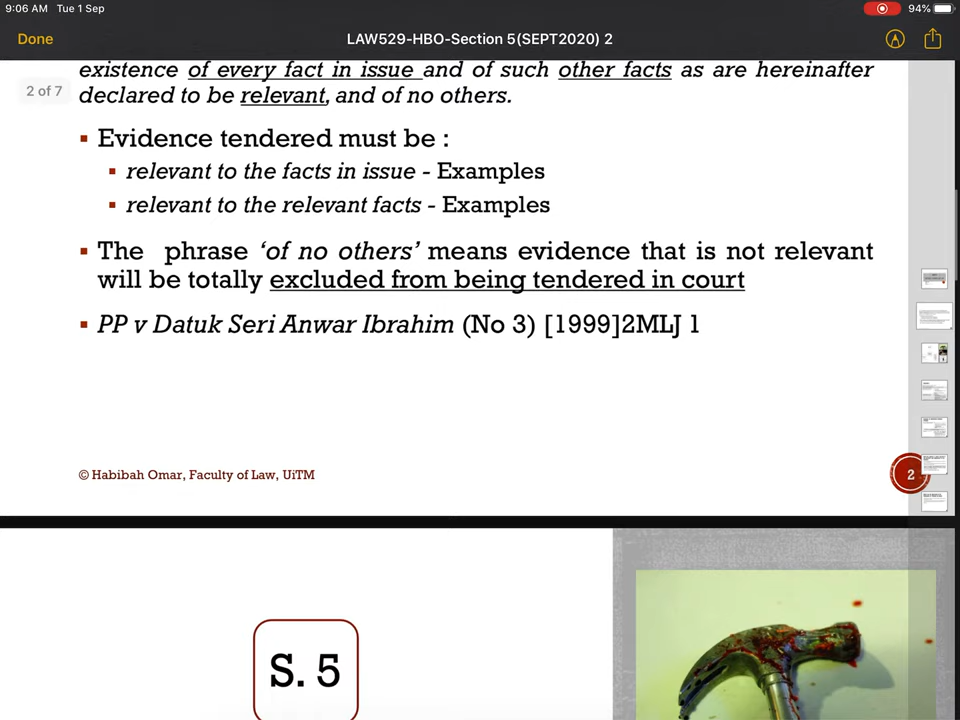 9:06 AM Tue 1 Sep
94%
Done
LAW529-HBO-Section 5(SEPT2020) 2
2 of 7
existence of every fact in issue and of such other facts as are hereinafter
declared to be relevant, and of no others.
▪ Evidence tendered must be :
▪ relevant to the facts in issue - Examples
▪ relevant to the relevant facts - Examples
▪ The phrase ‘of no others’ means evidence that is not relevant
will be totally excluded from being tendered in court
▪ PP v Datuk Seri Anwar Ibrahim (No 3) [1999]2MLJ 1
© Habibah Omar, Faculty of Law, UiTM
2
S. 5